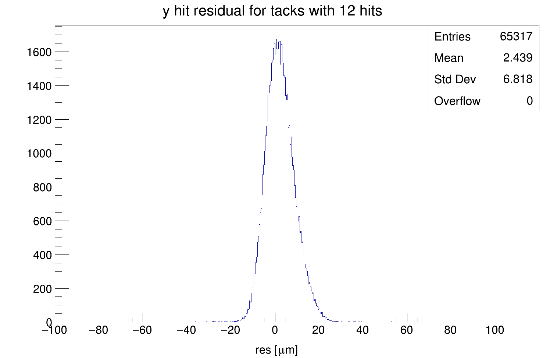 y hit residual for tacks with 12 hits
Entries 65317
Mean 2.439
Std Dev 6.818
Overflow 0
1600
1400
1200
1000
800
600
400
200
0
−100 −80 −60 −40 −20 0 20 40 60 80 100
res [μm]